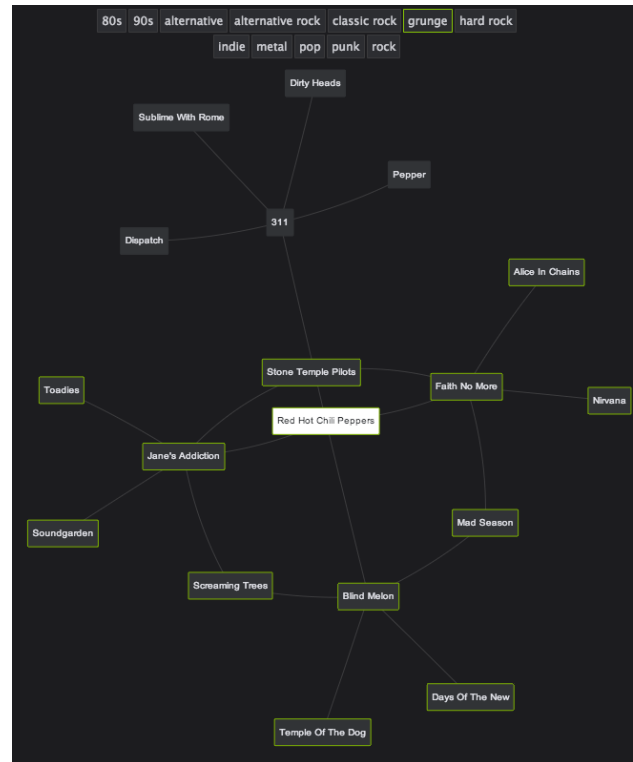 80s 90s alternative alternative rock classic rock grunge hard rock
indie metal pop punk rock
Dirty Heads
Sublime With Rome
Pepper
311
Dispatch
Alice In Chains
Stone Temple Pilots
Toadies
Faith No More
Nirvana
Red Hot Chili Peppers
Jane's Addiction
Mad Season
Soundgarden
Screaming Trees
Blind Melon
Days Of The New
Temple Of The Dog